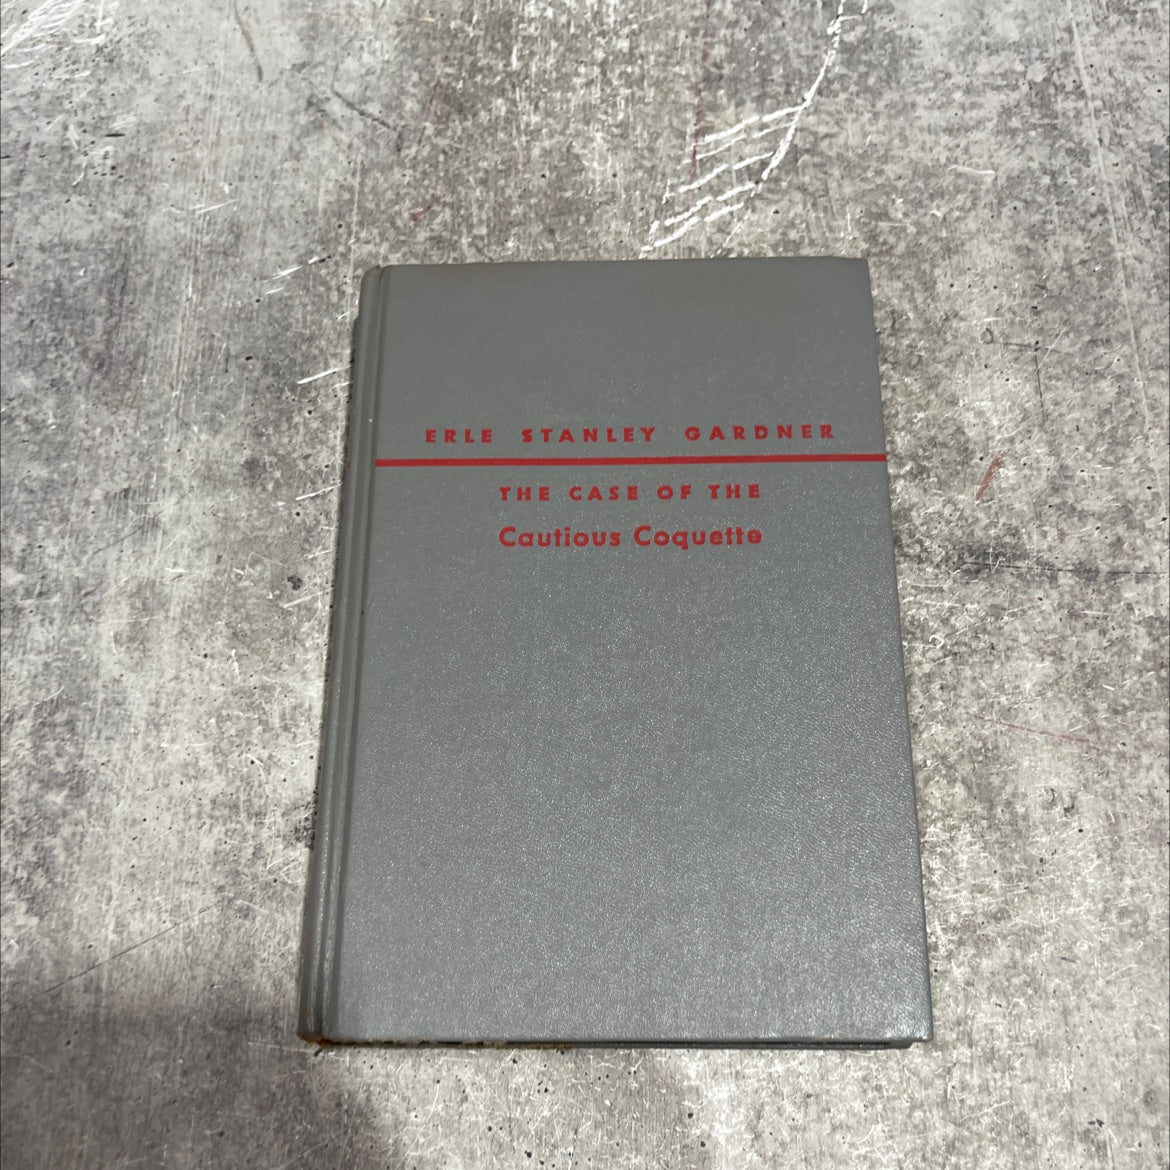 ERLE STANLEY GARDNER
THE CASE OF THE
Cautious Coquette